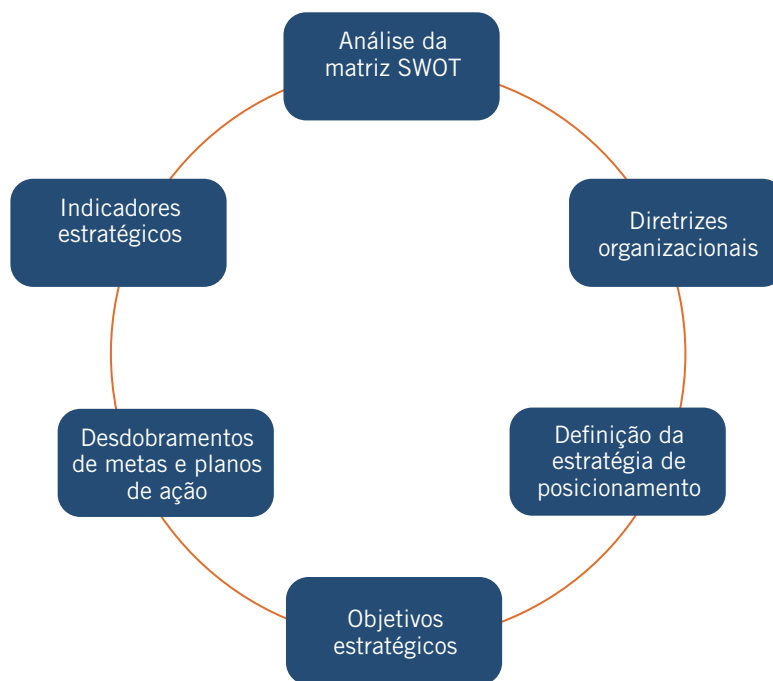 Análise da
matriz SWOT
Diretrizes
organizacionais
Definição da
estratégia de
posicionamento
Objetivos
estratégicos
Desdobramentos
de metas e planos
de ação
Indicadores
estratégicos